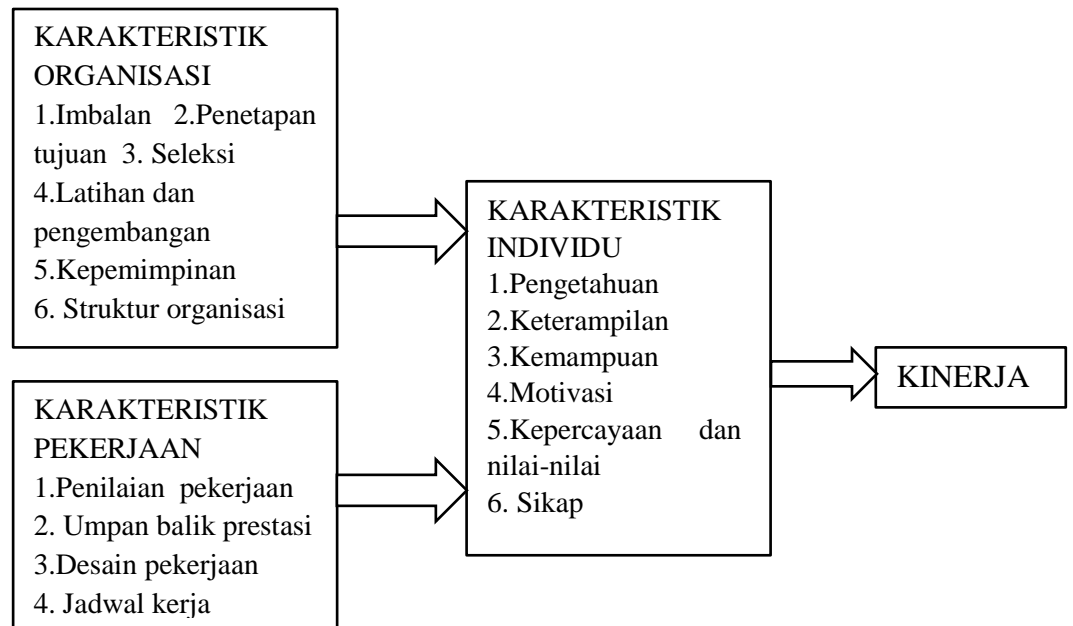 KARAKTERISTIK
ORGANISASI
1.Imbalan 2.Penetapan
tujuan 3. Seleksi
4.Latihan dan
pengembangan
5.Kepemimpinan
6. Struktur organisasi
KARAKTERISTIK
PEKERJAAN
1.Penilaian pekerjaan
2. Umpan balik prestasi
3.Desain pekerjaan
4. Jadwal kerja
KARAKTERISTIK
INDIVIDU
1.Pengetahuan
2.Keterampilan
3.Kemampuan
4.Motivasi
5.Kepercayaan dan
nilai-nilai
6. Sikap
KINERJA